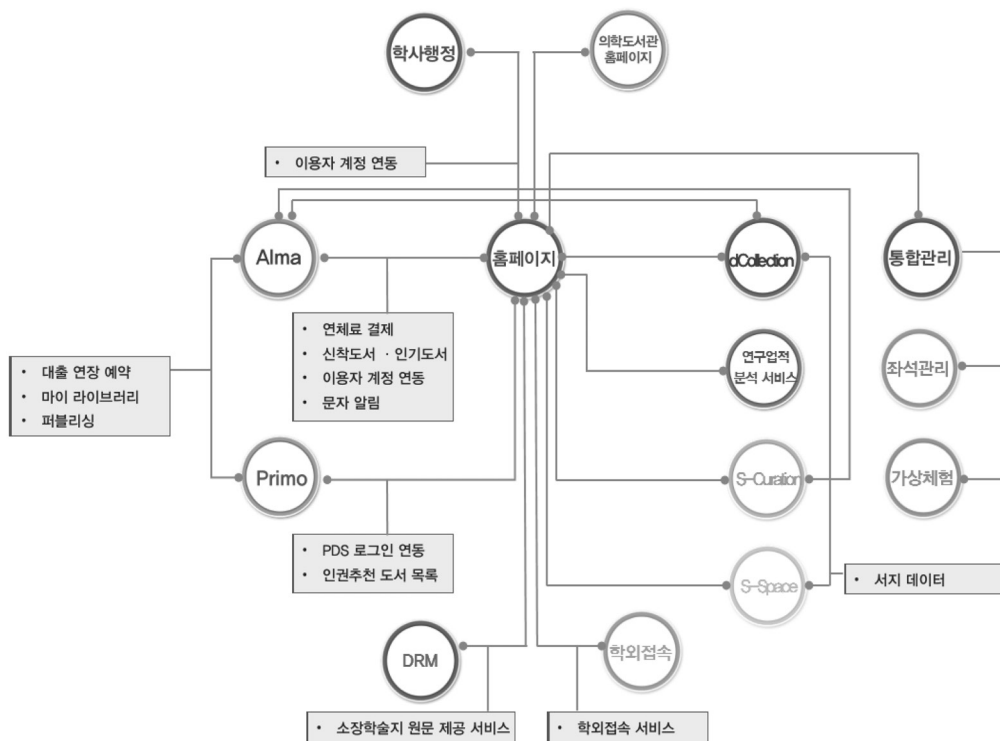 학사행정
의학도서관
홈페이지
• 이용자 계정 연동
Alma
홈페이지
dCollection
통합관리
• 연체료 결제
• 신착도서 · 인기도서
• 이용자 계정 연동
• 문자 알림
연구업적
분석 서비스
좌석관리
• 대출 연장 예약
• 마이 라이브러리
• 퍼블리싱
Primo
S-Curation
가상체험
• PDS 로그인 연동
• 인권추천 도서 목록
S-Space
• 서지 데이터
DRM
학외접속
• 소장학술지 원문 제공 서비스
• 학외접속 서비스